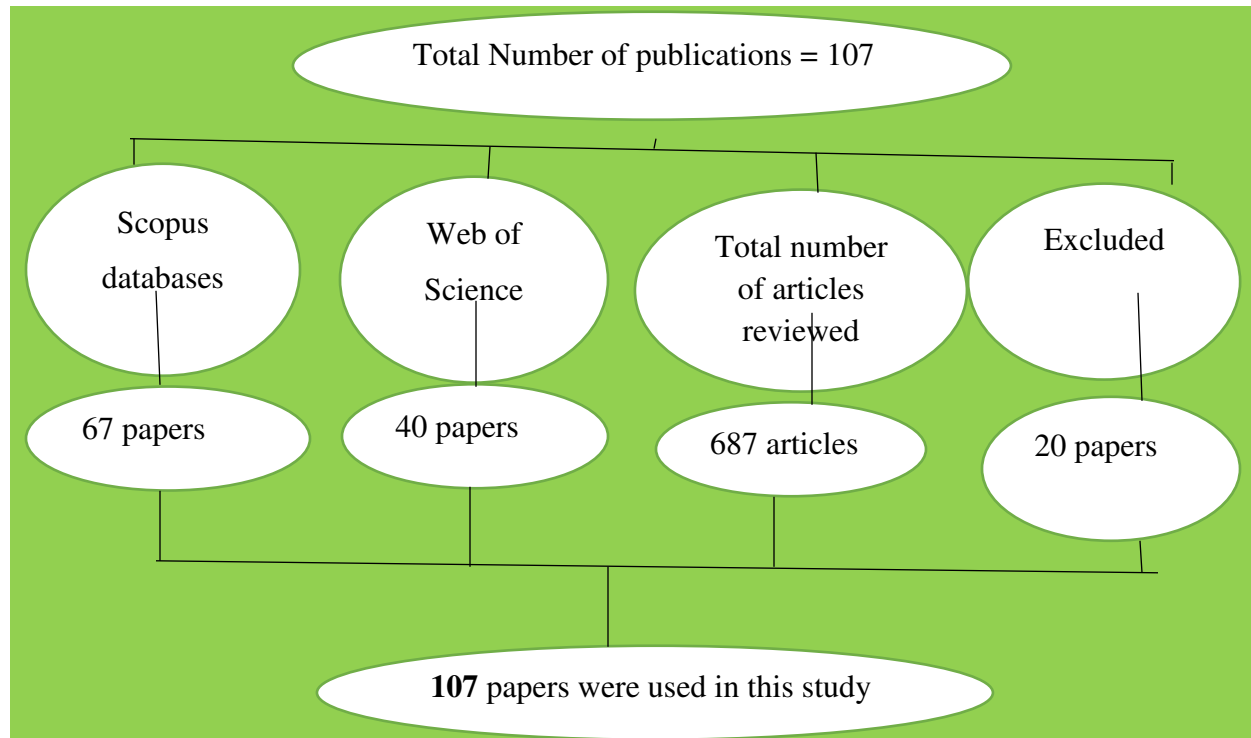 Total Number of publications = 107
Scopus
databases
Web of
Science
Total number
of articles
reviewed
Excluded
67 papers
40 papers
687 articles
20 papers
107 papers were used in this study